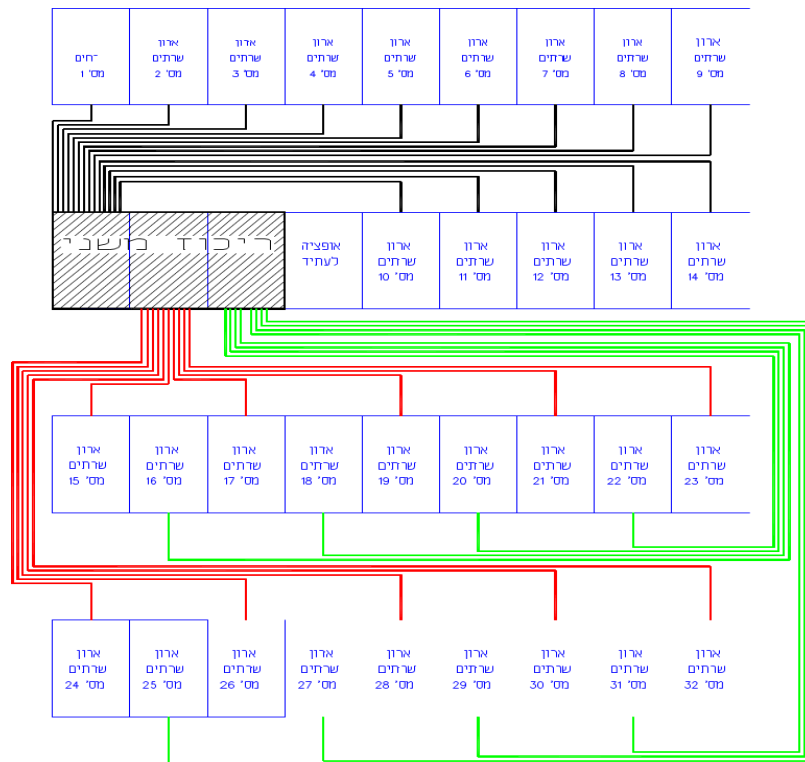 ־חים
מס' 1
ארון
שרתים
מס' 2
ארון
שרתים
מס' 3
ארון
שרתים
מס' 4
ארון
שרתים
מס' 5
ארון
שרתים
מס' 6
ארון
שרתים
מס' 7
ארון
שרתים
מס' 8
ארון
שרתים
מס' 9
ריכוז משני
אופציה
לעתיד
ארון
שרתים
מס' 10
ארון
שרתים
מס' 11
ארון
שרתים
מס' 12
ארון
שרתים
מס' 13
ארון
שרתים
מס' 14
ארון
שרתים
מס' 15
ארון
שרתים
מס' 16
ארון
שרתים
מס' 17
ארון
שרתים
מס' 18
ארון
שרתים
מס' 19
ארון
שרתים
מס' 20
ארון
שרתים
מס' 21
ארון
שרתים
מס' 22
ארון
שרתים
מס' 23
ארון
שרתים
מס' 24
ארון
שרתים
מס' 25
ארון
שרתים
מס' 26
ארון
שרתים
מס' 27
ארון
שרתים
מס' 28
ארון
שרתים
מס' 29
ארון
שרתים
מס' 30
ארון
שרתים
מס' 31
ארון
שרתים
מס' 32